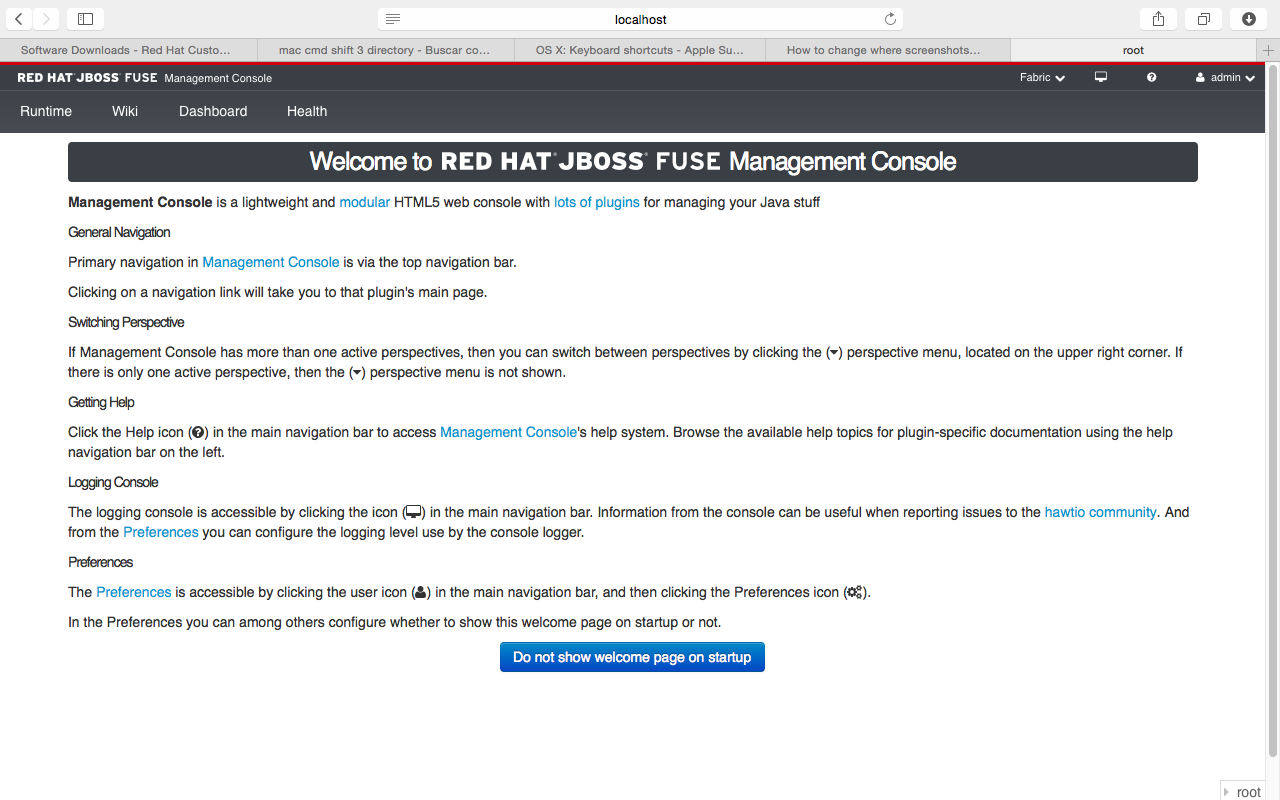 localhost
Software Downloads - Red Hat Custo…
mac cmd shift 3 directory - Buscar co…
OS X: Keyboard shortcuts - Apple Su…
How to change where screenshots…
root
RED HAT JBOSS FUSE Management Console
Fabric
admin
Runtime
Wiki
Dashboard
Health
Welcome to RED HAT JBOSS FUSE Management Console
Management Console is a lightweight and modular HTML5 web console with lots of plugins for managing your Java stuff
General Navigation
Primary navigation in Management Console is via the top navigation bar.
Clicking on a navigation link will take you to that plugin's main page.
Switching Perspective
If Management Console has more than one active perspectives, then you can switch between perspectives by clicking the (▾) perspective menu, located on the upper right corner. If
there is only one active perspective, then the (▾) perspective menu is not shown.
Getting Help
Click the Help icon (?) in the main navigation bar to access Management Console's help system. Browse the available help topics for plugin-specific documentation using the help
navigation bar on the left.
Logging Console
The logging console is accessible by clicking the icon () in the main navigation bar. Information from the console can be useful when reporting issues to the hawtio community. And
from the Preferences you can configure the logging level use by the console logger.
Preferences
The Preferences is accessible by clicking the user icon () in the main navigation bar, and then clicking the Preferences icon ().
In the Preferences you can among others configure whether to show this welcome page on startup or not.
Do not show welcome page on startup
root